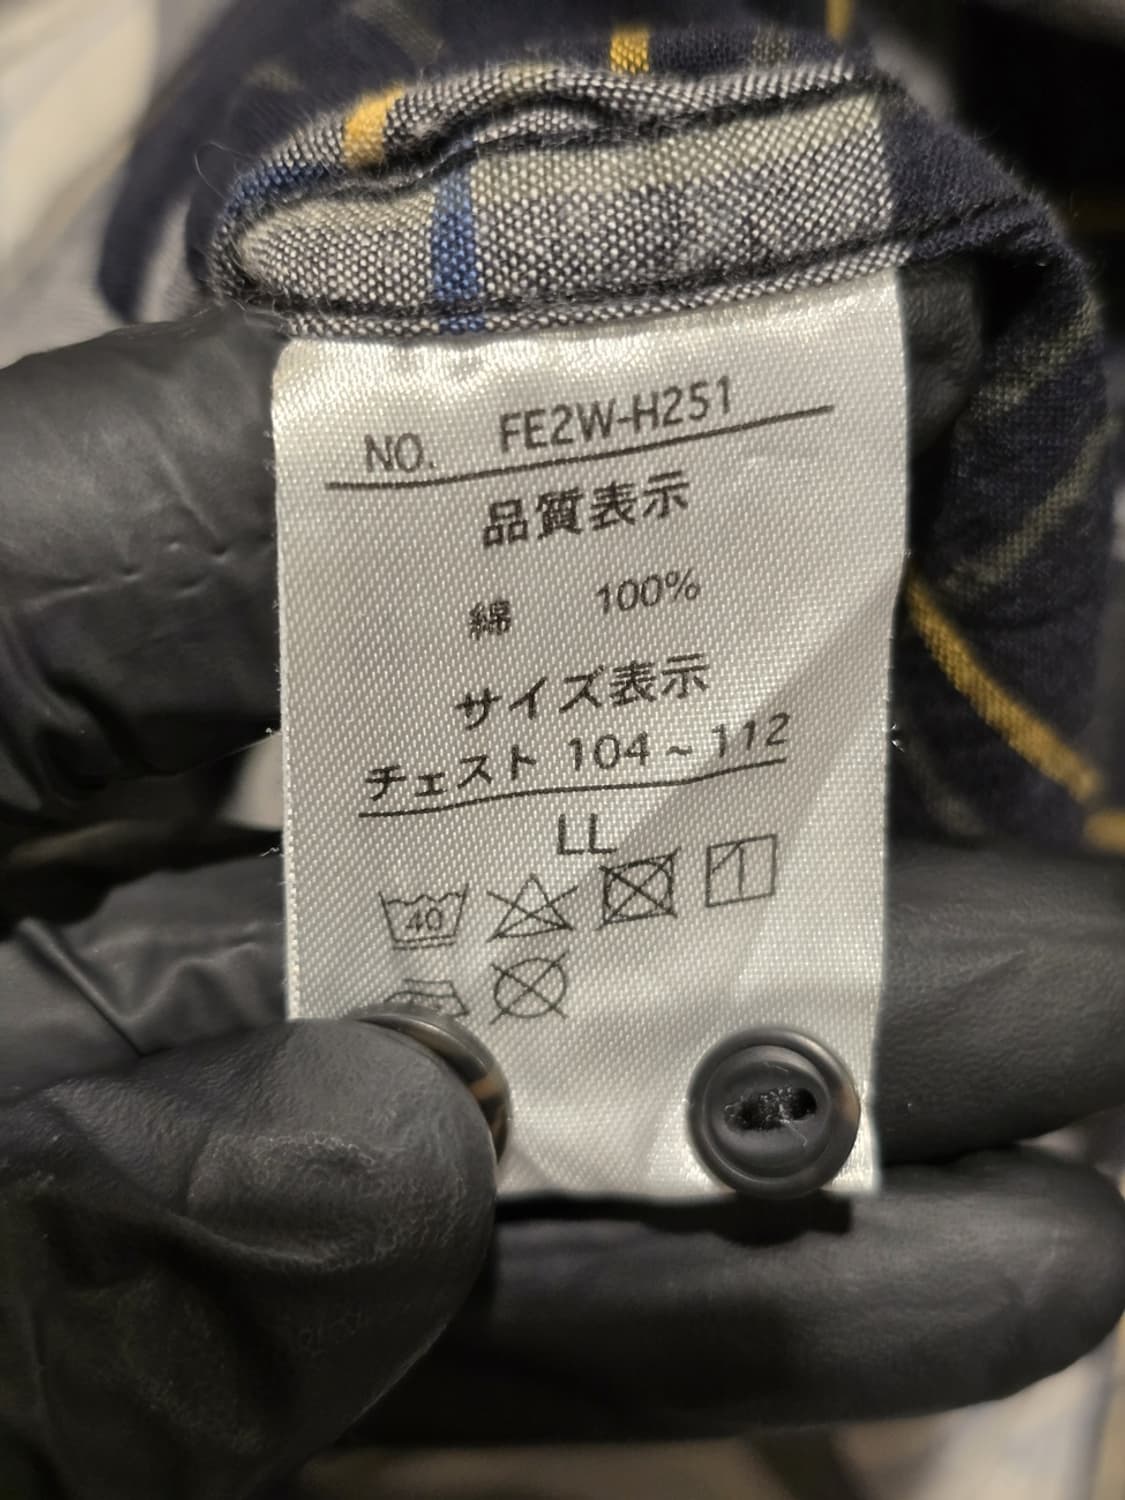 NO. FE2W-H251
品質表示
綿 100%
サイズ表示
チェスト 104 ~ 112
LL
40